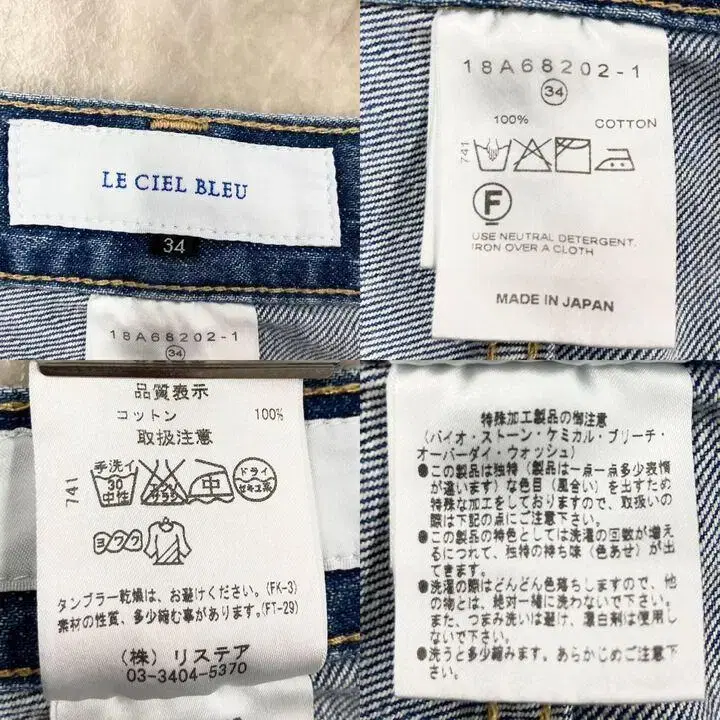 LE CIEL BLEU
34
18A68202-1
34
18A68202-1
34
100% COTTON
741
F
USE NEUTRAL DETERGENT.
IRON OVER A CLOTH
MADE IN JAPAN
品質表示
コットン 100%
取扱注意
741
手洗イ
30
中性
エンソ
サラシ
中
ドライ
セキユ系
ヨワク
タンブラー乾燥は、お避けください。(FK-3)
素材の性質、多少縮む事があります。(FT-29)
(株) リステア
03-3404-5370
特殊加工製品の御注意
(バイオ・ストーン・ケミカル・ブリーチ・
オーバーダイ・ウォッシュ)
●この製品は独特(製品は一点一点多少表情
が違います)な色目(風合い)を出すため
特殊な加工をしておりますので、取扱いの
際は下記の点にご注意下さい。
●この製品の特色としては洗濯の回数が増え
るにつれて、独特の持ち味(色あせ)が出
てきます。
●洗濯の際はどんどん色落ちしますので、他
の物とは、絶対一緒に洗わないで下さい。
また、つまみ洗いは避け、漂白剤は使用し
ないで下さい。
●洗うと多少縮みます。あらかじめご注意下
さい。